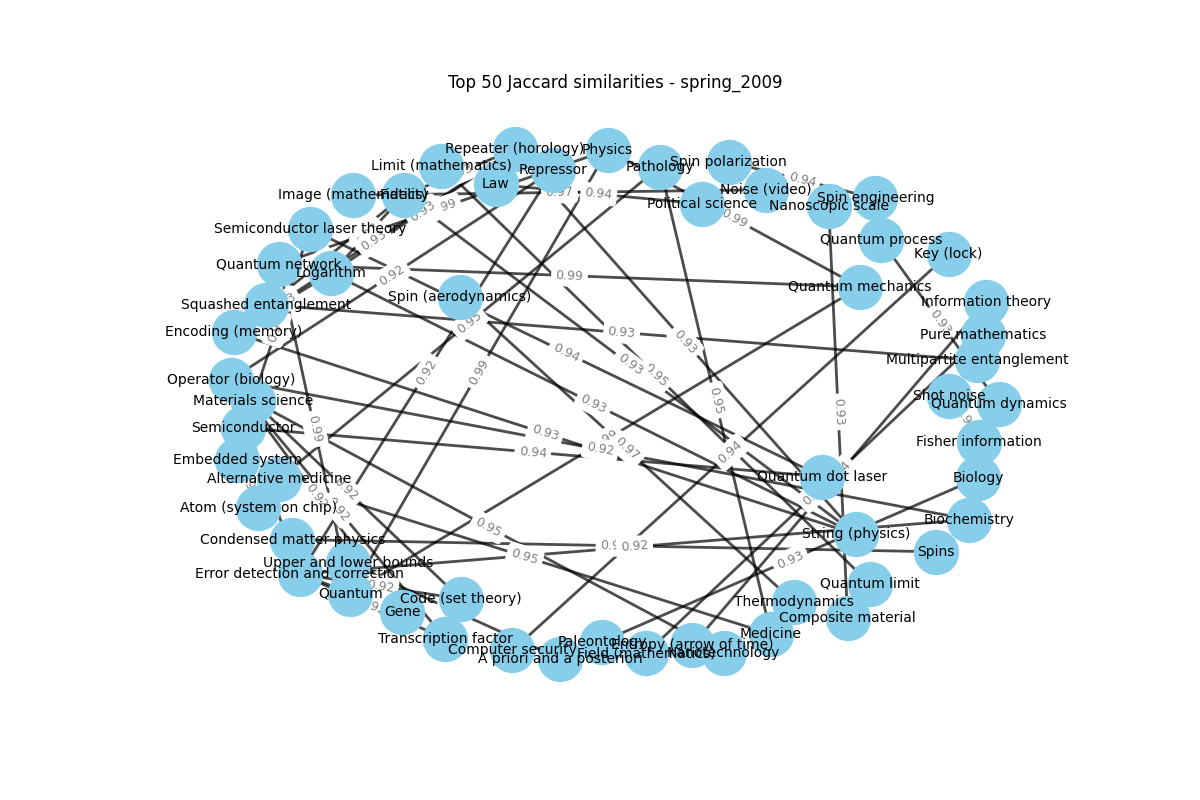 Top 50 Jaccard similarities - spring_2009
Repeater (horology)
Physics
Limit (mathematics)
Repressor
Pathology
Spin polarization
Law
0.94
Image (mathematics)
Fidelity
0.97
0.94
Noise (video)
Spin engineering
Political science
Nanoscopic scale
0.93
99
0.99
Semiconductor laser theory
0.93
Quantum process
Key (lock)
Quantum network
Logarithm
0.92
0.99
Quantum mechanics
Spin (aerodynamics)
Squashed entanglement
Information theory
0.95
0.93
0.93
Encoding (memory)
0.93
Pure mathematics
0.94
0.93
0.95
Multipartite entanglement
Operator (biology)
0.92
0.99
Materials science
0.95
0.93
Shot noise
Quantum dynamics
0.93
Semiconductor
0.99
0.93
Fisher information
0.94
0.92
0.97
0.94
Embedded system
Alternative medicine
Quantum dot laser
Biology
0.92
Atom (system on chip)
0.92
Biochemistry
0.95
String (physics)
Condensed matter physics
0.92
Spins
0.95
0.93
Upper and lower bounds
Error detection and correction
Quantum limit
0.92
Quantum
Code (set theory)
Thermodynamics
Gene
Composite material
Transcription factor
Medicine
Paleontology
Entropy (arrow of time)
Computer security
Field (mathematics)
Nanotechnology
A priori and a posteriori